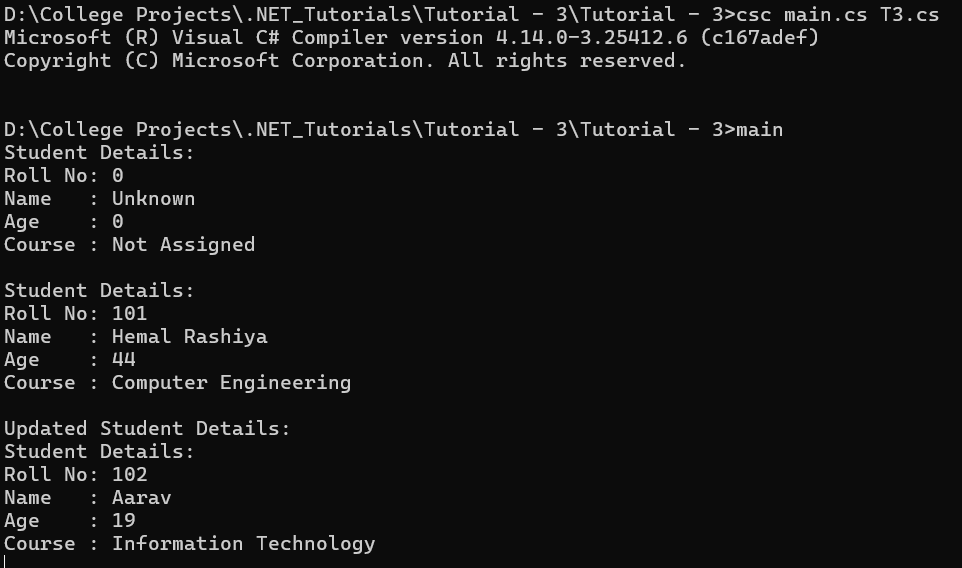 D:\College Projects\.NET_Tutorials\Tutorial - 3\Tutorial - 3>csc main.cs T3.cs
Microsoft (R) Visual C# Compiler version 4.14.0-3.25412.6 (c167adef)
Copyright (C) Microsoft Corporation. All rights reserved.
D:\College Projects\.NET_Tutorials\Tutorial - 3\Tutorial - 3>main
Student Details:
Roll No: 0
Name   : Unknown
Age    : 0
Course : Not Assigned
Student Details:
Roll No: 101
Name   : Hemal Rashiya
Age    : 44
Course : Computer Engineering
Updated Student Details:
Student Details:
Roll No: 102
Name   : Aarav
Age    : 19
Course : Information Technology